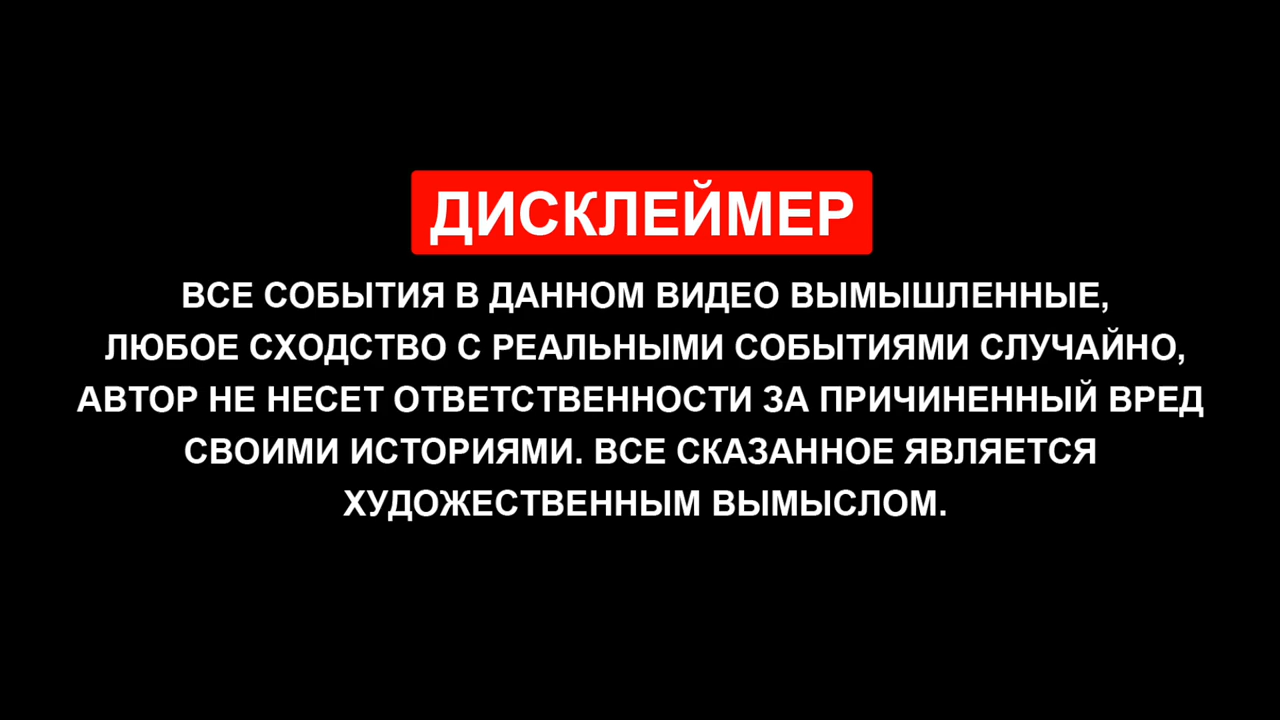 ДИСКЛЕЙМЕР
ВСЕ СОБЫТИЯ В ДАННОМ ВИДЕО ВЫМЫШЛЕННЫЕ,
ЛЮБОЕ СХОДСТВО С РЕАЛЬНЫМИ СОБЫТИЯМИ СЛУЧАЙНО,
АВТОР НЕ НЕСЕТ ОТВЕТСТВЕННОСТИ ЗА ПРИЧИНЕННЫЙ ВРЕД
СВОИМИ ИСТОРИЯМИ. ВСЕ СКАЗАННОЕ ЯВЛЯЕТСЯ
ХУДОЖЕСТВЕННЫМ ВЫМЫСЛОМ.